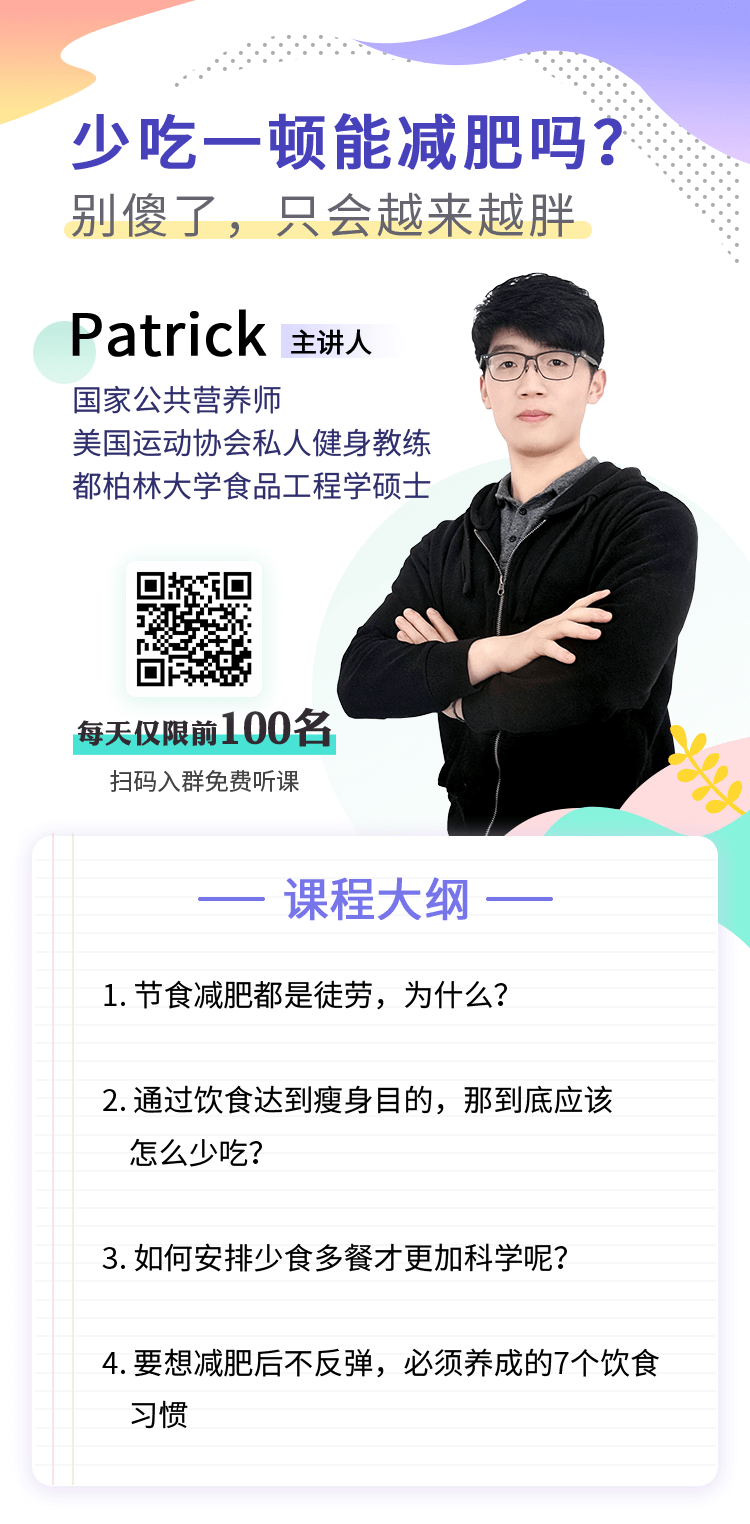 少吃一顿能减肥吗?
别傻了，只会越来越胖
Patrick 主讲人
国家公共营养师
美国运动协会私人健身教练
都柏林大学食品工程学硕士
每天仅限前100名
扫码入群免费听课
课程大纲
1. 节食减肥都是徒劳，为什么?
2. 通过饮食达到瘦身目的，那到底应该
怎么少吃?
3. 如何安排少食多餐才更加科学呢?
4. 要想减肥后不反弹，必须养成的7个饮食
习惯